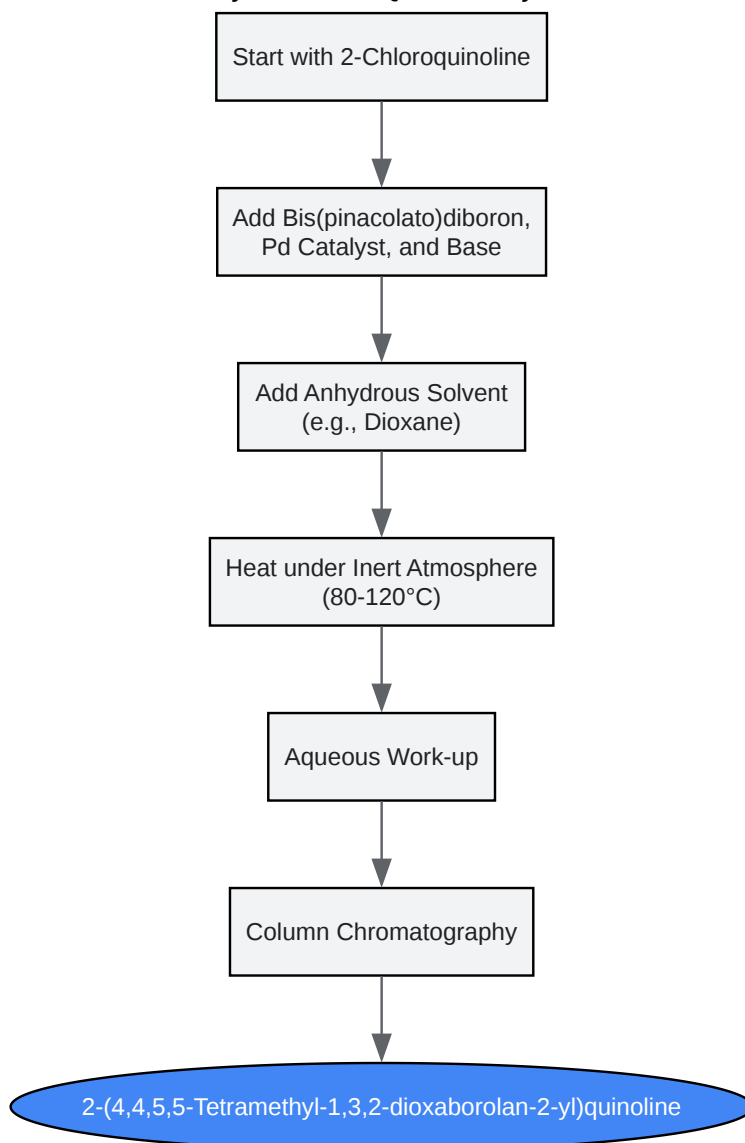 Start with 2-Chloroquinoline
Add Bis(pinacolato)diboron,
Pd Catalyst, and Base
Add Anhydrous Solvent
(e.g., Dioxane)
Heat under Inert Atmosphere
(80-120°C)
Aqueous Work-up
Column Chromatography
2-(4,4,5,5-Tetramethyl-1,3,2-dioxaborolan-2-yl)quinoline